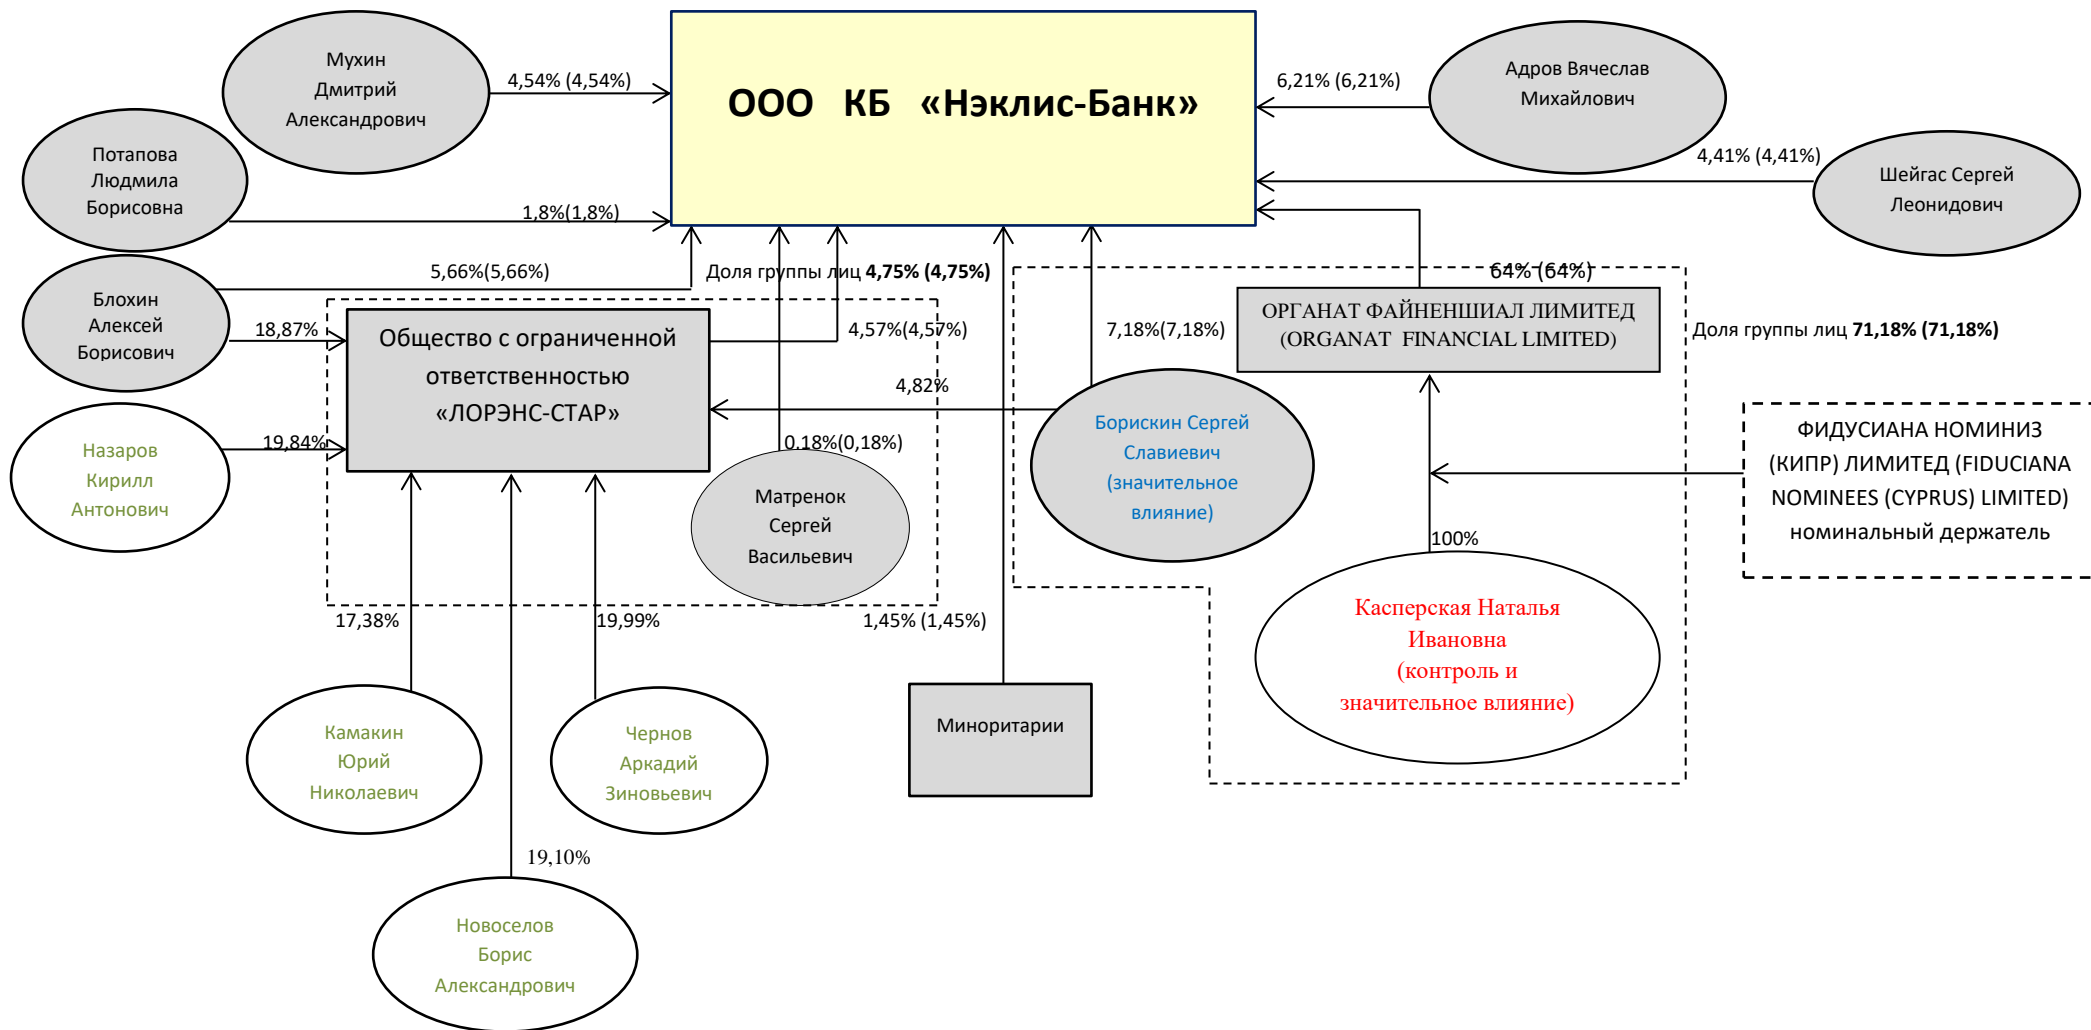 ООО КБ «Нэклис-Банк»
Мухин
Дмитрий
Александрович
4,54% (4,54%)
6,21% (6,21%)
Адров Вячеслав
Михайлович
4,41% (4,41%)
Шейгас Сергей
Леонидович
Потапова
Людмила
Борисовна
1,8%(1,8%)
5,66%(5,66%)
Доля группы лиц 4,75% (4,75%)
64% (64%)
Блохин
Алексей
Борисович
18,87%
Общество с ограниченной
ответственностью
«ЛОРЭНС-СТАР»
4,57%(4,57%)
7,18%(7,18%)
ОРГАНАТ ФАЙНЕНШИАЛ ЛИМИТЕД
(ORGANAT FINANCIAL LIMITED)
Доля группы лиц 71,18% (71,18%)
4,82%
Назаров
Кирилл
Антонович
19,84%
0,18%(0,18%)
Матренок
Сергей
Васильевич
Борискин Сергей
Славиевич
(значительное
влияние)
ФИДУСИАНА НОМИНИЗ
(КИПР) ЛИМИТЕД (FIDUCIANA
NOMINEES (CYPRUS) LIMITED)
номинальный держатель
100%
Касперская Наталья
Ивановна
(контроль и
значительное влияние)
17,38%
19,99%
1,45% (1,45%)
Миноритарии
Камакин
Юрий
Николаевич
Чернов
Аркадий
Зиновьевич
19,10%
Новоселов
Борис
Александрович